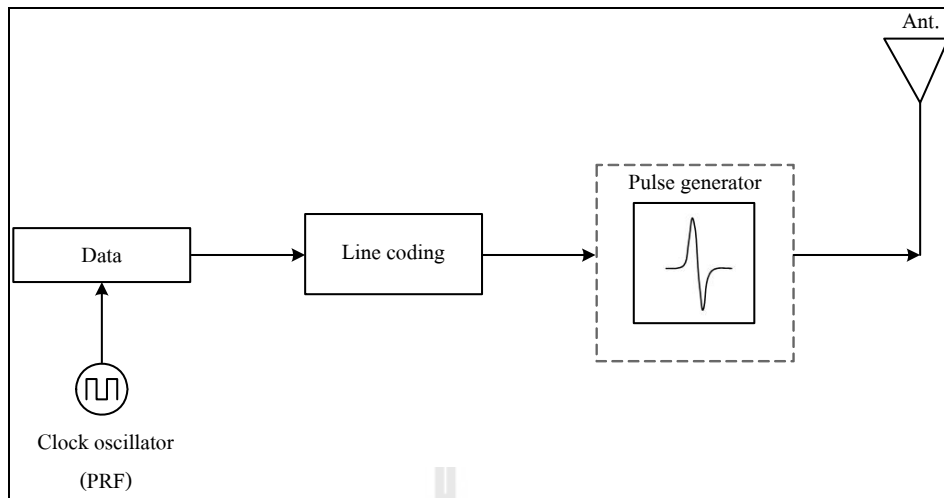 Ant.
Pulse generator
Data
Line coding
Clock oscillator
(PRF)